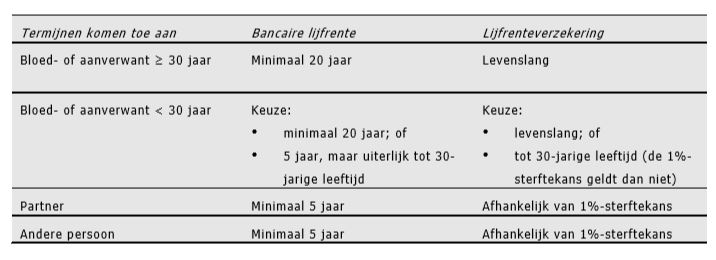 Termijnen komen toe aan Bancaire lijfrente Lijfrenteverzekering
Bloed- of aanverwant ≥ 30 jaar Minimaal 20 jaar Levenslang
Bloed- of aanverwant < 30 jaar Keuze: Keuze:
• minimaal 20 jaar; of • levenslang; of
• 5 jaar, maar uiterlijk tot 30- • tot 30-jarige leeftijd (de 1%-
jarige leeftijd sterftekans geldt dan niet)
Partner Minimaal 5 jaar Afhankelijk van 1%-sterftekans
Andere persoon Minimaal 5 jaar Afhankelijk van 1%-sterftekans